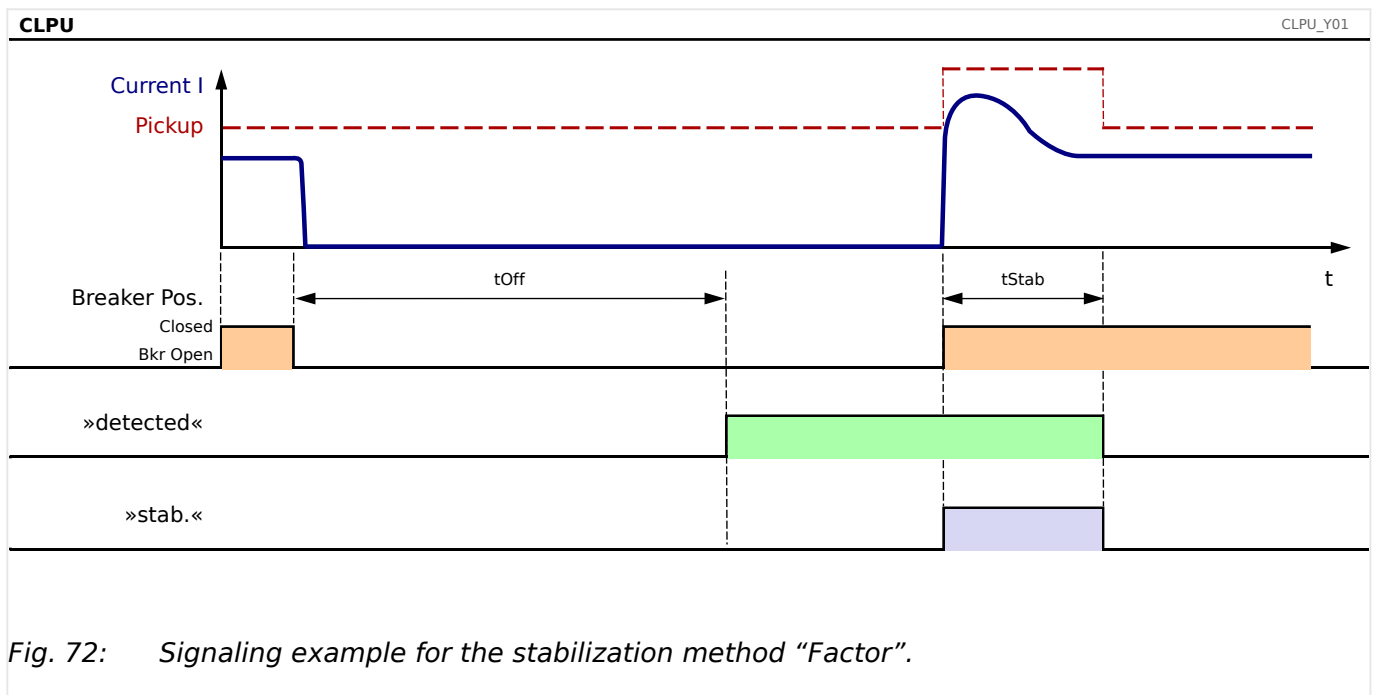 CLPU
CLPU_Y01
Current I
Pickup
t
tOff
tStab
Breaker Pos.
Closed
Bkr Open
»detected«
»stab.«
Fig. 72: Signaling example for the stabilization method “Factor”.